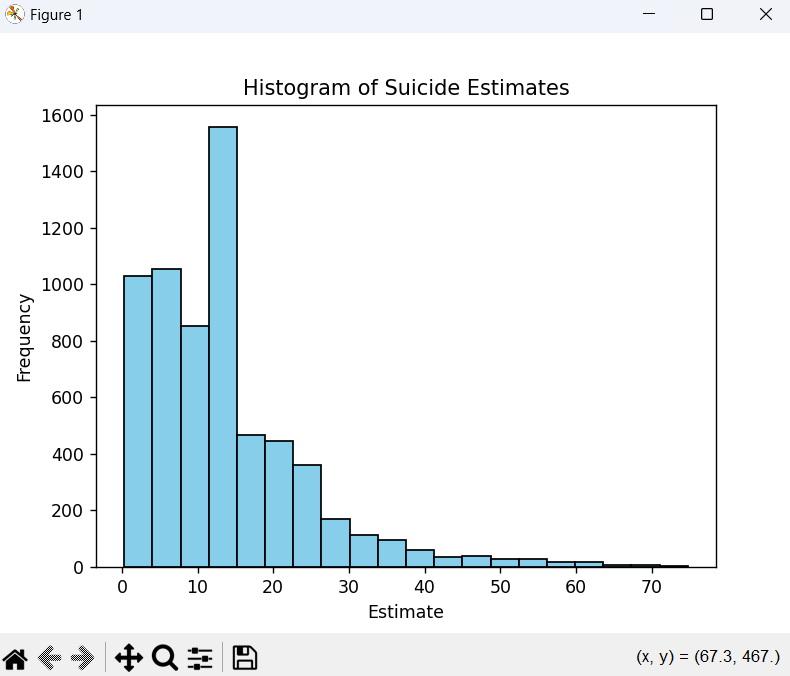 Figure 1
Histogram of Suicide Estimates
1600
1400
1200
1000
800
600
400
200
0
Frequency
0 10 20 30 40 50 60 70
Estimate
(x, y) = (67.3, 467.)